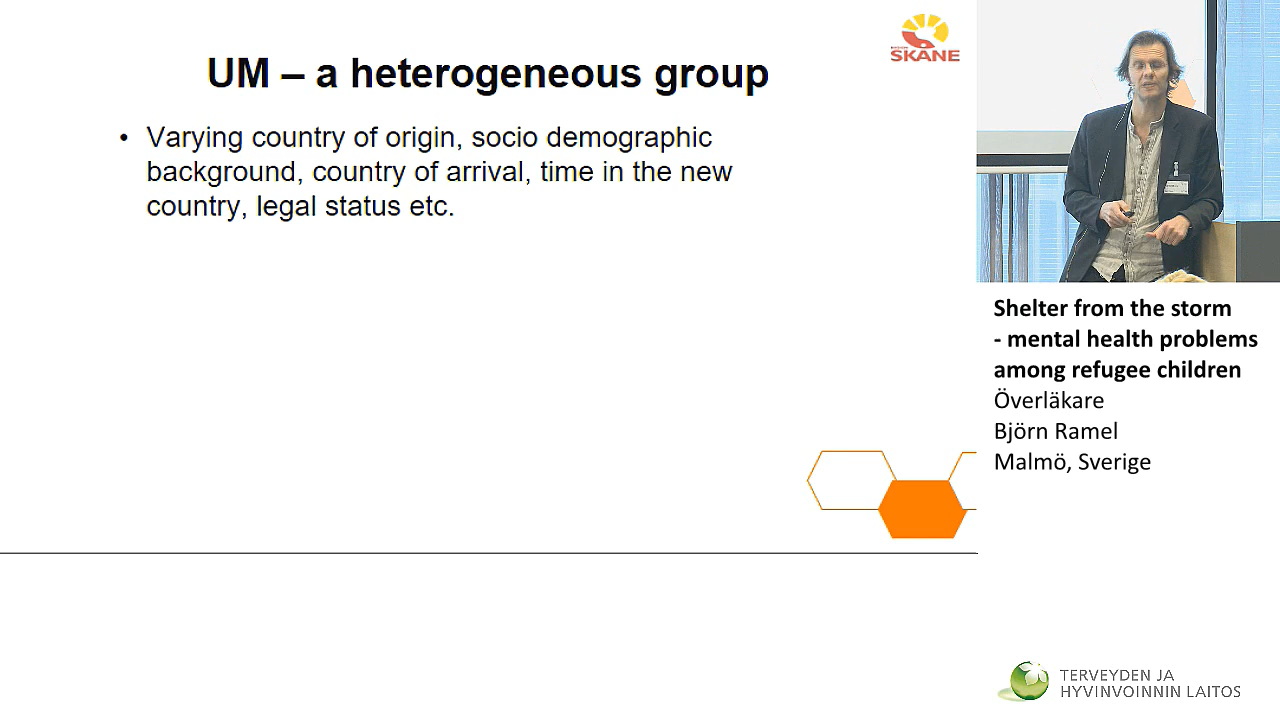 SKÅNE
UM – a heterogeneous group
• Varying country of origin, socio demographic
background, country of arrival, time in the new
country, legal status etc.
Shelter from the storm
- mental health problems
among refugee children
Överläkare
Björn Ramel
Malmö, Sverige
TERVEYDEN JA
HYVINVOINNIN LAITOS